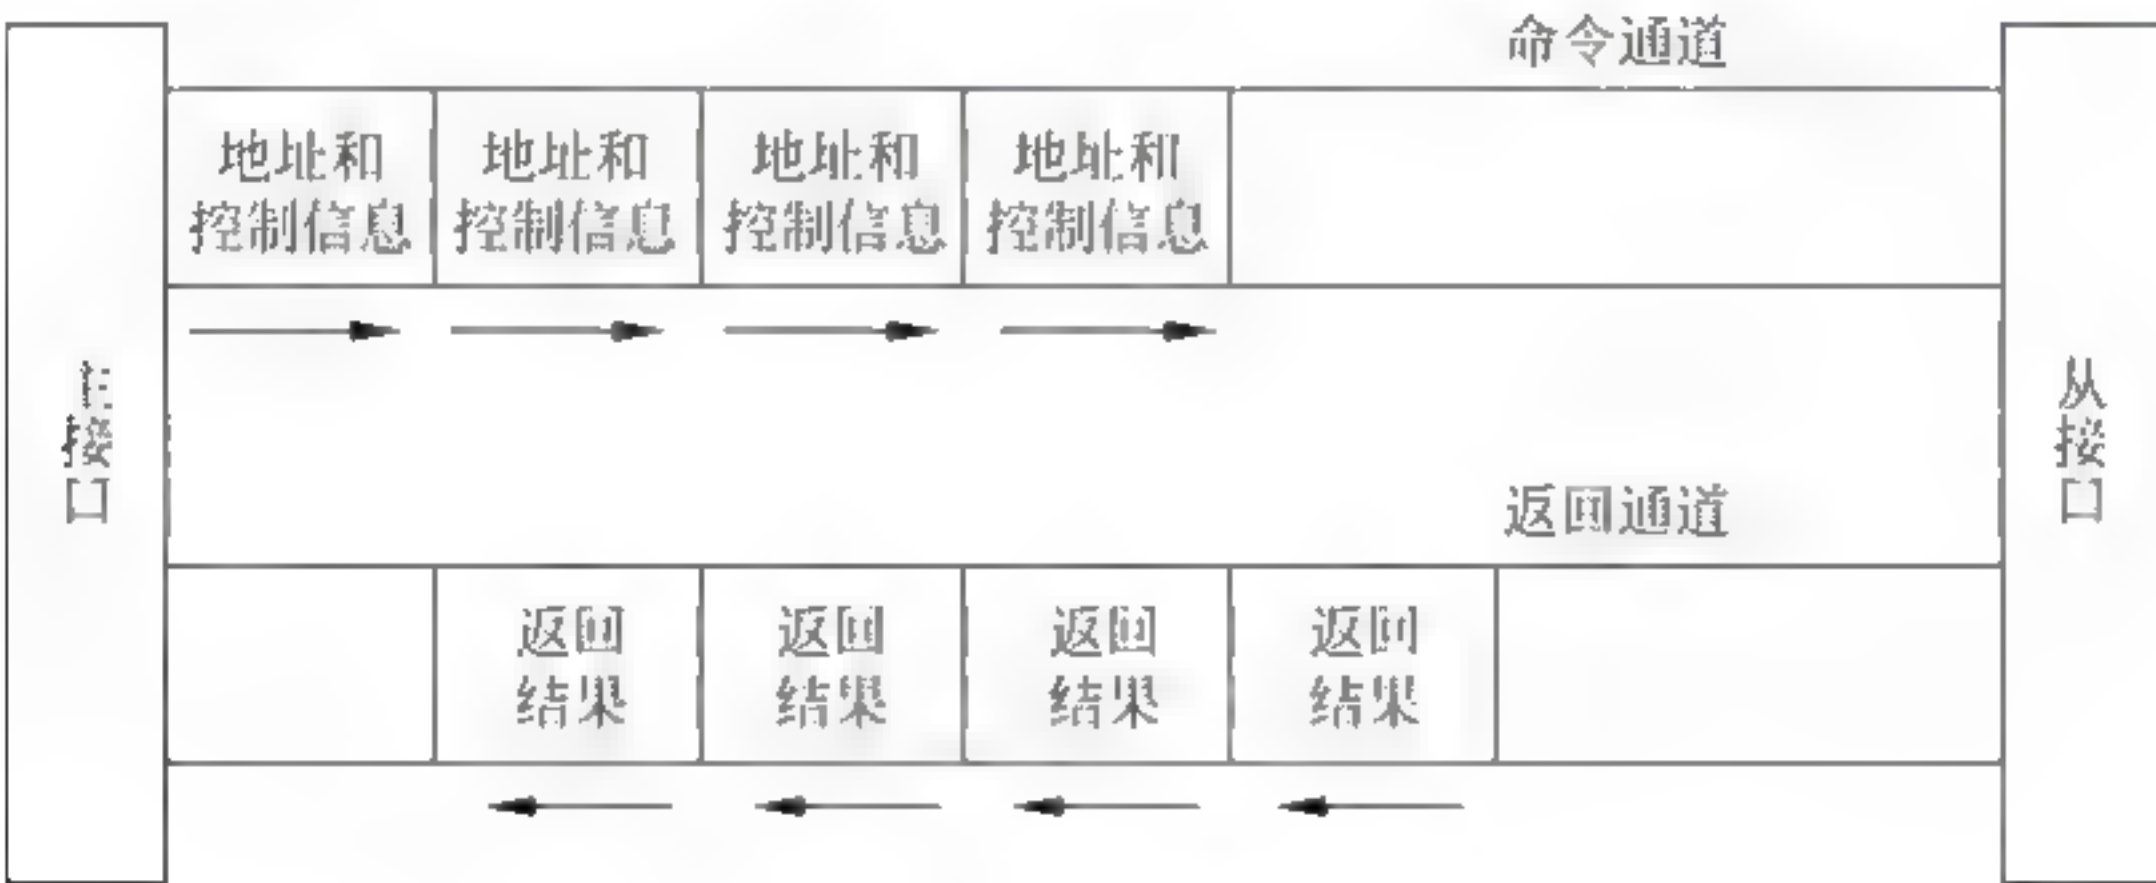 命令通道
地址和
控制信息
地址和
控制信息
地址和
控制信息
地址和
控制信息
接
口
从
接
口
返回通道
返回
结果
返回
结果
返回
结果
返回
结果